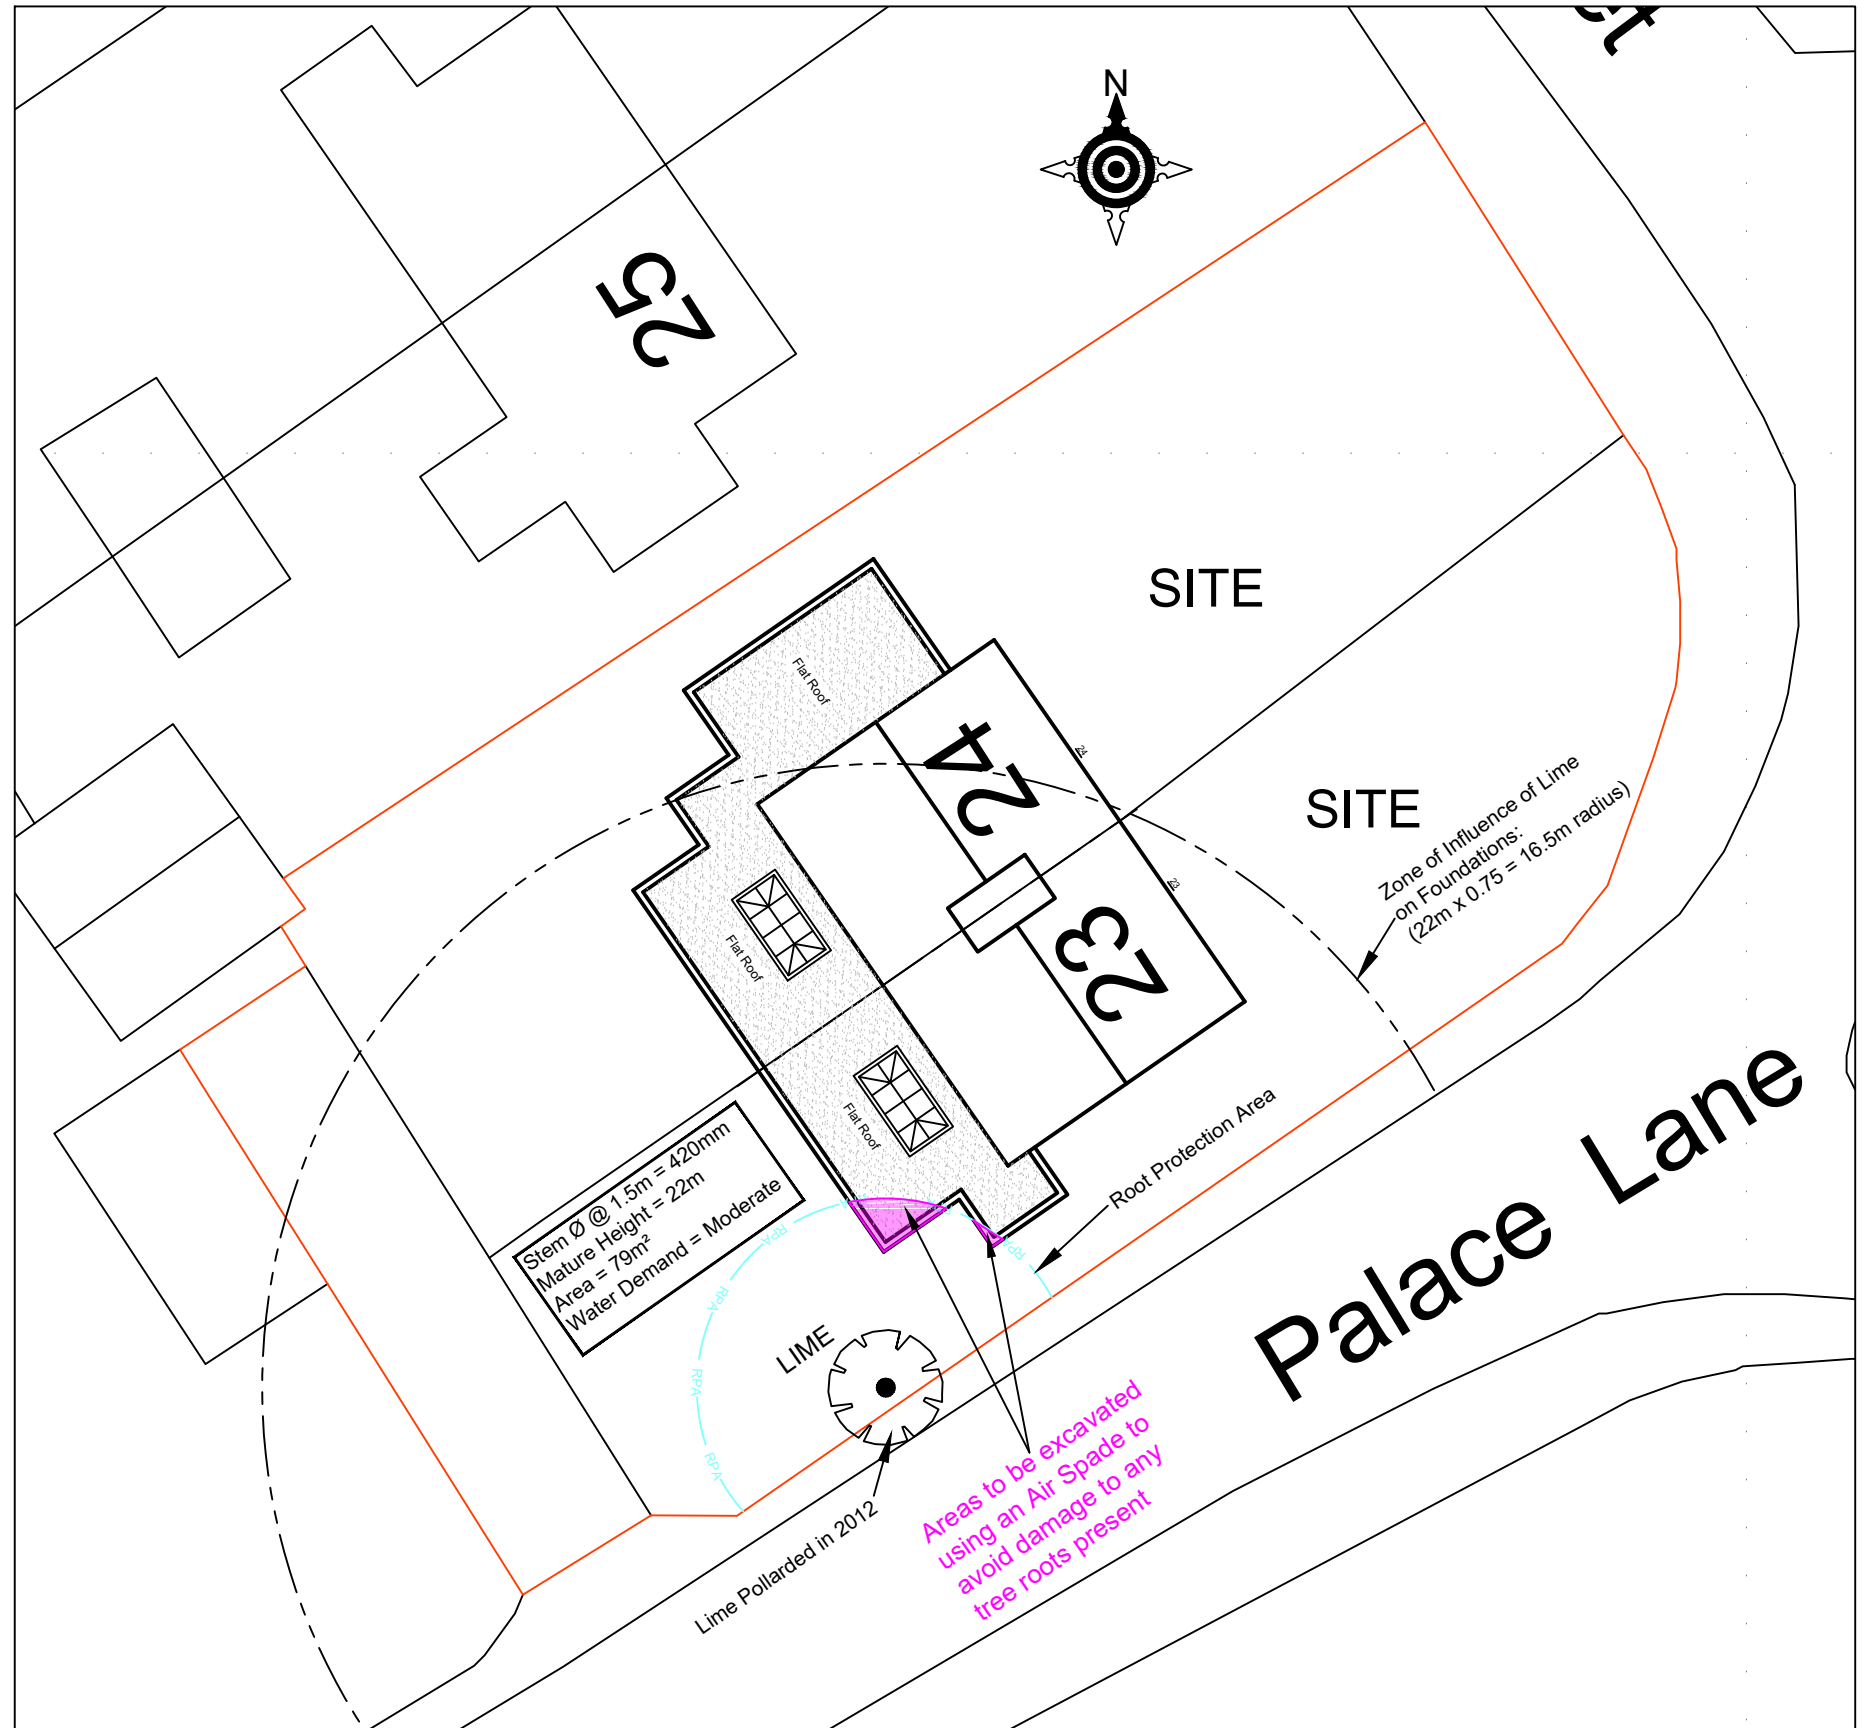 N
25
SITE
Flat Roof
24
24
SITE
Zone of Influence of Lime
on Foundations:
(22m x 0.75 = 16.5m radius)
23
23
Flat Roof
Flat Roof
Palace Lane
Root Protection Area
Stem Ø @ 1.5m = 420mm
Mature Height = 22m
Area = 79m²
Water Demand = Moderate
RPA
RPA
RPA
RPA
RPA
LIME
Areas to be excavated
using an Air Spade to
avoid damage to any
tree roots present
Lime Pollarded in 2012